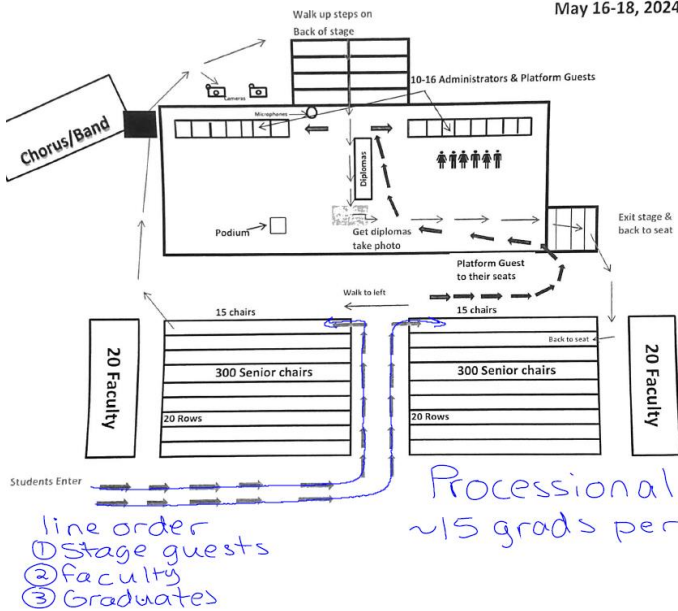 May 16-18, 2024
Walk up steps on
Back of stage
Cameras
10-16 Administrators & Platform Guests
Microphones
Chorus/Band
Diplomas
Podium
Get diplomas
take photo
Exit stage &
back to seat
Platform Guest
to their seats
Walk to left
15 chairs
15 chairs
Back to seat
20 Faculty
300 Senior chairs
300 Senior chairs
20 Faculty
20 Rows
20 Rows
Students Enter
Processional
~15 grads per
line order
① Stage guests
② faculty
③ Graduates